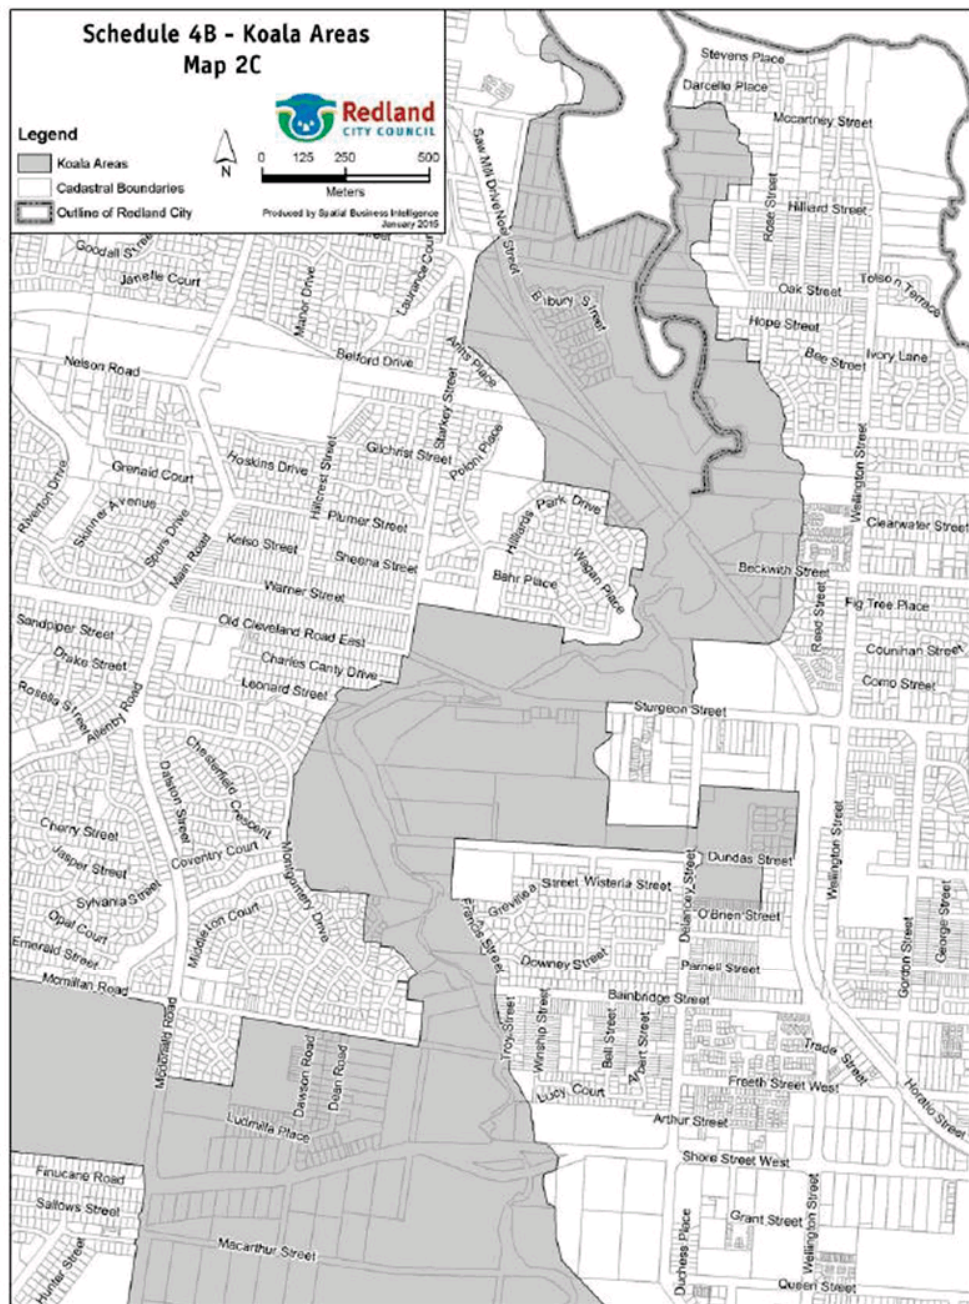 Schedule 4B - Koala Areas
Map 2C
Redland
CITY COUNCIL
Legend
Koala Areas
Cadastral Boundaries
Outline of Redland City
N
0 125 250 500
Meters
Produced by Spatial Business Intelligence
January 2015
Stevens Place
Darcelle Place
Mccartney Street
Saw Mill Drive
Now Street
Rose Street
Hilliard Street
Street
Goodall Street
Janelle Court
Manor Drive
Laurance Court
Bilbury Street
Oak Street
Tolson Terrace
Hope Street
Bee Street
Ivory Lane
Belford Drive
Anns Place
Nelson Road
Starkey Street
Gilchrist Street
Poloni Place
Hoskins Drive
Hillcrest Street
Grenald Court
Riverton Drive
Skinner Avenue
Spurs Drive
Main Road
Plumer Street
Kelso Street
Sheena Street
Warner Street
Hilliards Park Drive
Wagan Place
Bahr Place
Wellington Street
Clearwater Street
Beckwith Street
Reed Street
Fig Tree Place
Counihan Street
Como Street
Sandpiper Street
Old Cleveland Road East
Drake Street
Charles Canty Drive
Leonard Street
Rosella Street
Allenby Road
Sturgeon Street
Chesterfield Crescent
Dalston Street
Cherry Street
Coventry Court
Jasper Street
Sylvania Street
Opal Court
Middleton Court
Montgomery Drive
Emerald Street
Mcmillan Road
Wellington Street
Dundas Street
Delancey Street
Grevillea Street
Wisteria Street
O'Brien Street
Francis Street
Downey Street
Parnell Street
Gordon Street
George Street
Bainbridge Street
Troy Street
Winship Street
Ball Street
Albert Street
Trade Street
Mcdonald Road
Dawson Road
Dean Road
Ludmilla Place
Lucy Court
Freeth Street West
Horatio Street
Arthur Street
Shore Street West
Finucane Road
Sallows Street
Hunter Street
Macarthur Street
Duchess Place
Grant Street
Wellington Street
Queen Street